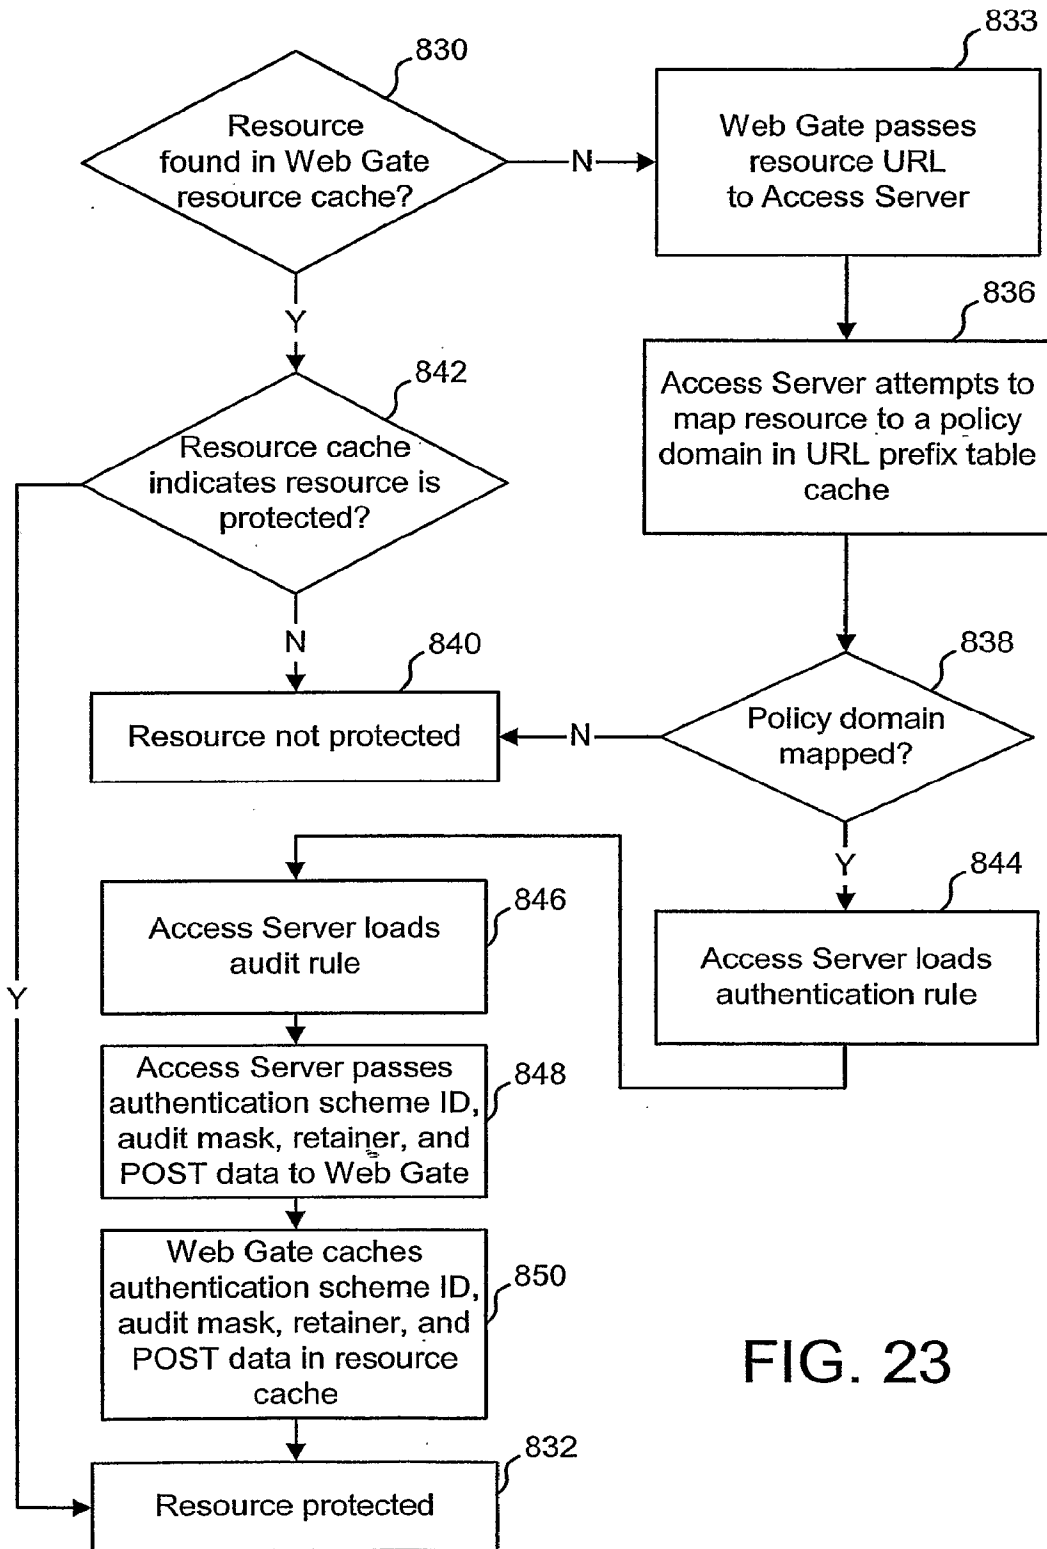 830
Resource
found in Web Gate
resource cache?
N
833
Web Gate passes
resource URL
to Access Server
Y
836
Access Server attempts to
map resource to a policy
domain in URL prefix table
cache
842
Resource cache
indicates resource is
protected?
N
838
Policy domain
mapped?
N
840
Resource not protected
Y
844
Access Server loads
authentication rule
846
Access Server loads
audit rule
Y
848
Access Server passes
authentication scheme ID,
audit mask, retainer, and
POST data to Web Gate
850
Web Gate caches
authentication scheme ID,
audit mask, retainer, and
POST data in resource
cache
832
Resource protected
FIG. 23